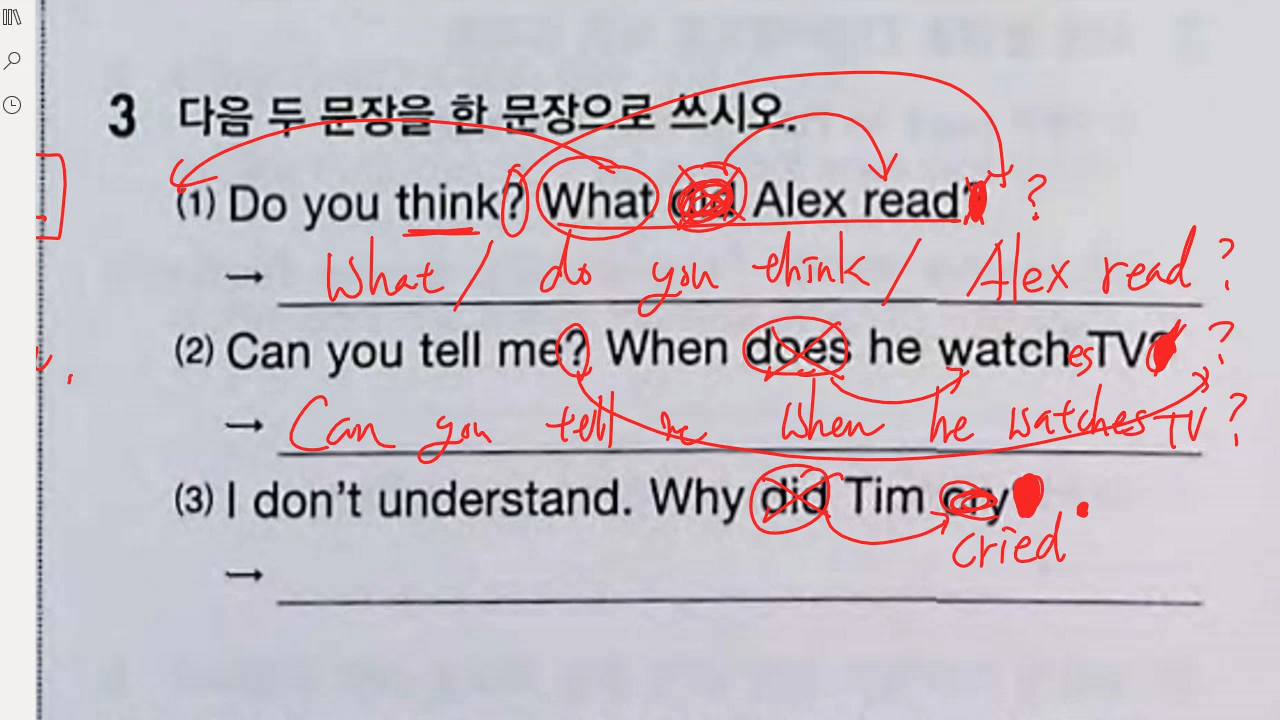 3 다음 두 문장을 한 문장으로 쓰시오.
(1) Do you think? What did Alex read? ?
→ What / do you think / Alex read ?
(2) Can you tell me? When does he watches TV? ?
→ Can you tell me when he watches TV ?
(3) I don't understand. Why did Tim cry .
cried
→